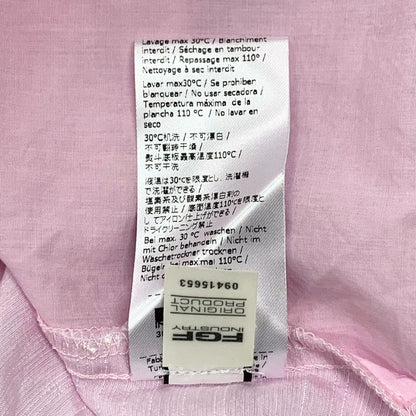 Lavage max 30°C / Blanchiment
interdit / Séchage en tambour
interdit / Repassage max 110° /
Nettoyage à sec interdit
Lavar max30°C / Se prohiben
blanquear / No usar secadora /
Temperatura máxima de la
plancha 110 °C / No lavar en
seco
30°C机洗 / 不可漂白 /
不可翻转干燥 /
熨斗底板最高温度110°C /
不可干洗
液温は30℃を限度とし、洗濯機
で洗濯ができる /
塩素系及び酸素系漂白剤の
使用禁止 / 底面温度110℃を限度と
してアイロン仕上げができる /
ドライクリーニング禁止
Bei max. 30 °C waschen / Nicht
mit Chlor behandeln / Nicht im
Wäschetrockner trocknen /
Bügeln bei max mal 110°C
09415653
ORIGINAL
PRODUCT
FGF
INDUSTRY